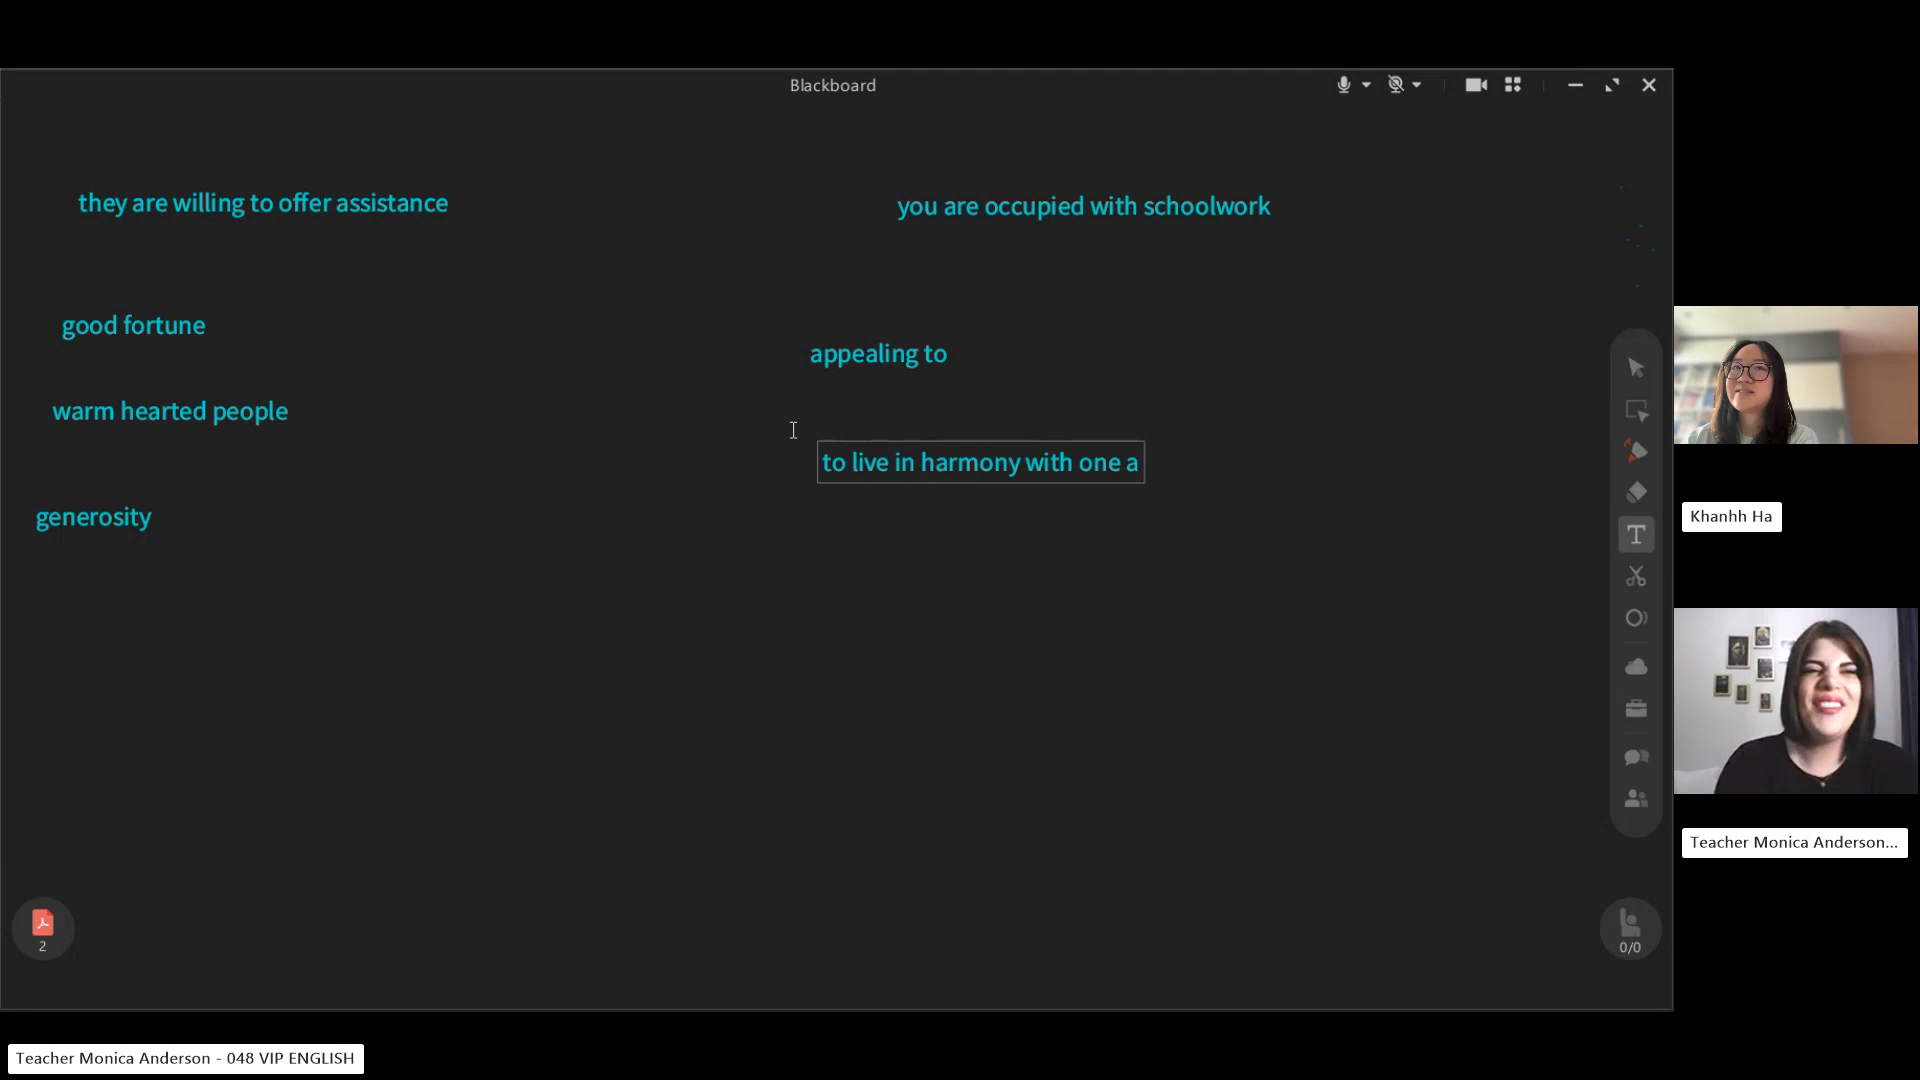 Blackboard
they are willing to offer assistance
you are occupied with schoolwork
good fortune
appealing to
warm hearted people
to live in harmony with one a
generosity
Khanhh Ha
Teacher Monica Anderson...
2
0/0
Teacher Monica Anderson - 048 VIP ENGLISH